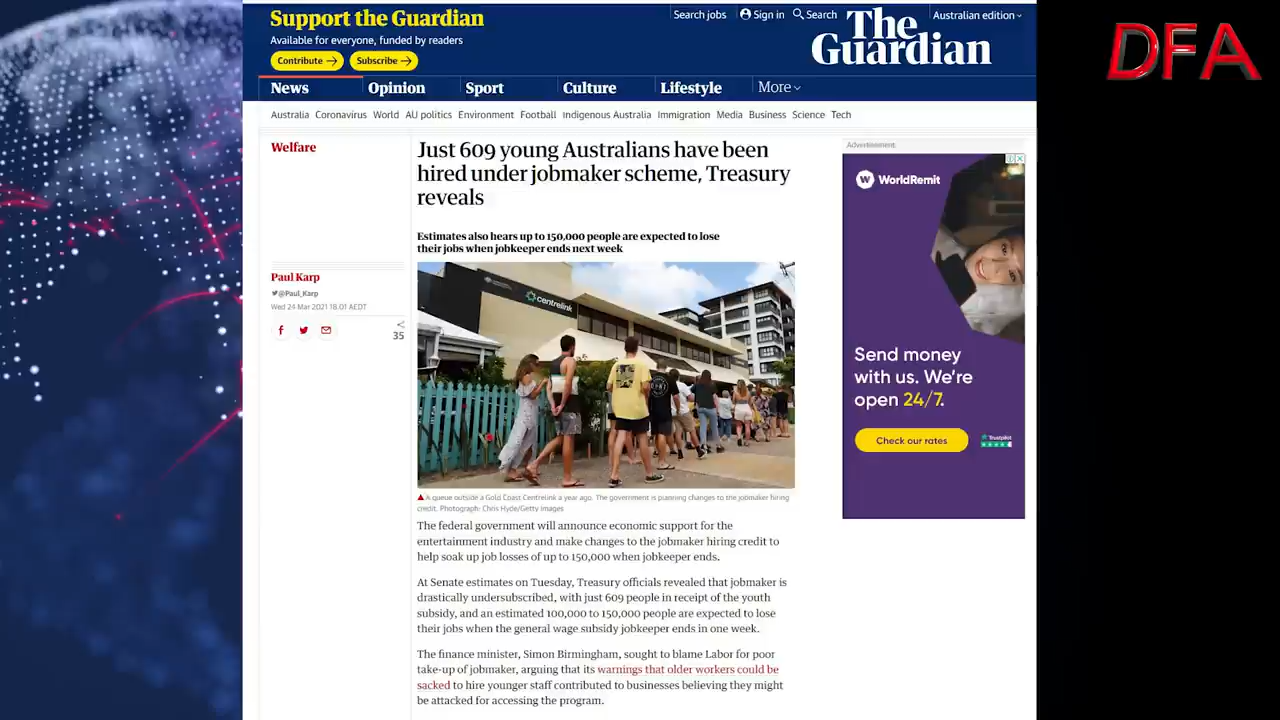 Support the Guardian
Available for everyone, funded by readers
Contribute →
Subscribe →
Search jobs
Sign in
Search
Australian edition
The
Guardian
DFA
News
Opinion
Sport
Culture
Lifestyle
More
Australia
Coronavirus
World
AU politics
Environment
Football
Indigenous Australia
Immigration
Media
Business
Science
Tech
Welfare
Just 609 young Australians have been
hired under jobmaker scheme, Treasury
reveals
Estimates also hears up to 150,000 people are expected to lose
their jobs when jobkeeper ends next week
Paul Karp
@Paul_Karp
Wed 24 Mar 2021 18.01 AEDT
35
centrelink
A queue outside a Gold Coast Centrelink a year ago. The government is planning changes to the jobmaker hiring
credit. Photograph: Chris Hyde/Getty Images
The federal government will announce economic support for the
entertainment industry and make changes to the jobmaker hiring credit to
help soak up job losses of up to 150,000 when jobkeeper ends.
At Senate estimates on Tuesday, Treasury officials revealed that jobmaker is
drastically undersubscribed, with just 609 people in receipt of the youth
subsidy, and an estimated 100,000 to 150,000 people are expected to lose
their jobs when the general wage subsidy jobkeeper ends in one week.
The finance minister, Simon Birmingham, sought to blame Labor for poor
take-up of jobmaker, arguing that its warnings that older workers could be
sacked to hire younger staff contributed to businesses believing they might
be attacked for accessing the program.
Advertisement
WorldRemit
Send money
with us. We're
open 24/7.
Check our rates
Trustpilot